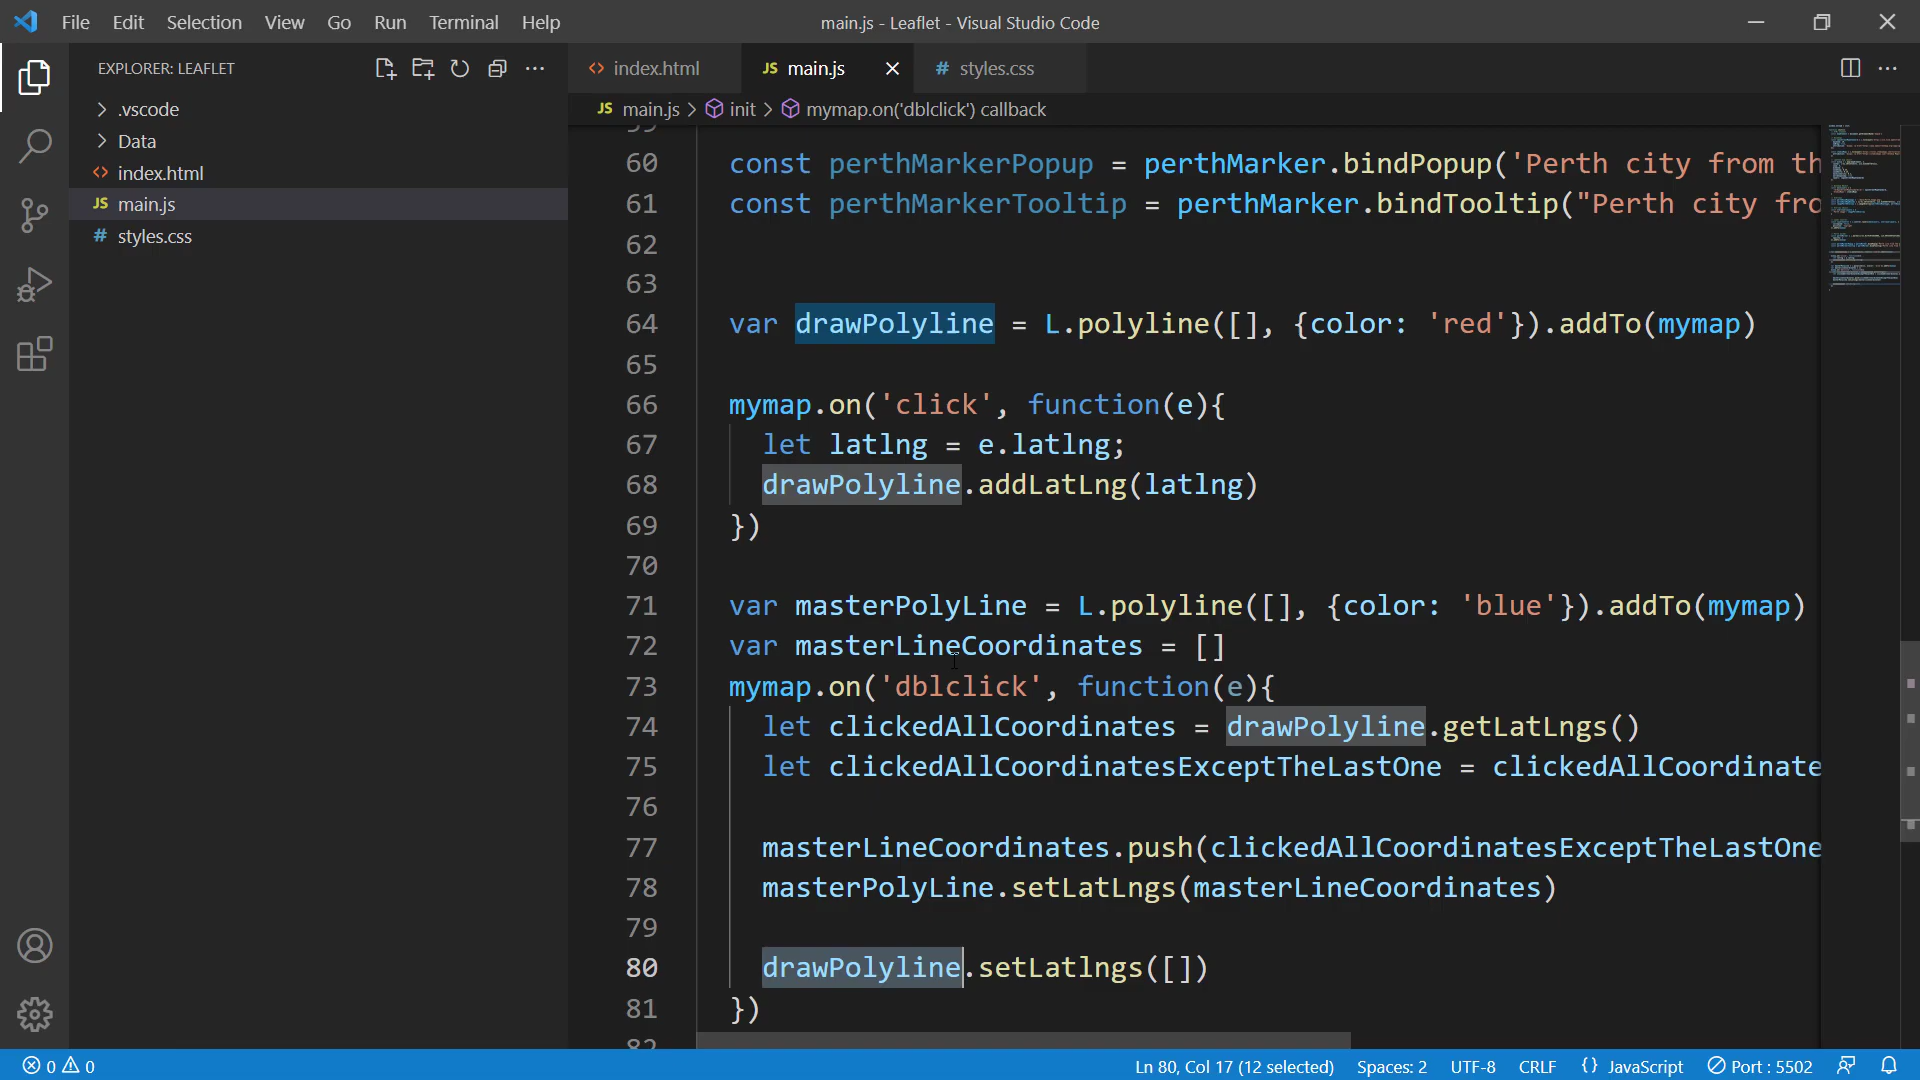 File Edit Selection View Go Run Terminal Help
main.js - Leaflet - Visual Studio Code
EXPLORER: LEAFLET
.vscode
Data
index.html
JS main.js
# styles.css
index.html
JS main.js
# styles.css
JS main.js > init > mymap.on('dblclick') callback
60 const perthMarkerPopup = perthMarker.bindPopup('Perth city from th
61 const perthMarkerTooltip = perthMarker.bindTooltip("Perth city fro
62
63
64 var drawPolyline = L.polyline([], {color: 'red'}).addTo(mymap)
65
66 mymap.on('click', function(e){
67 let latlng = e.latlng;
68 drawPolyline.addLatLng(latlng)
69 })
70
71 var masterPolyLine = L.polyline([], {color: 'blue'}).addTo(mymap)
72 var masterLineCoordinates = []
73 mymap.on('dblclick', function(e){
74 let clickedAllCoordinates = drawPolyline.getLatLngs()
75 let clickedAllCoordinatesExceptTheLastOne = clickedAllCoordinate
76
77 masterLineCoordinates.push(clickedAllCoordinatesExceptTheLastOne
78 masterPolyLine.setLatLngs(masterLineCoordinates)
79
80 drawPolyline.setLatlngs([])
81 })
0 0
Ln 80, Col 17 (12 selected) Spaces: 2 UTF-8 CRLF {} JavaScript Port : 5502